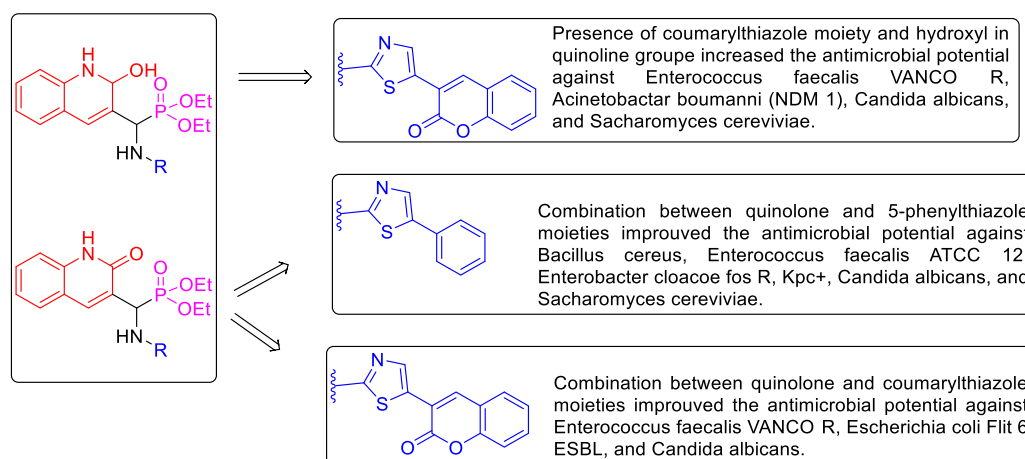 H
N
OH
O
P
OEt
OEt
HN
R
H
N
O
O
P
OEt
OEt
HN
R
N
S
O
O
Presence of coumarylthiazole moiety and hydroxyl in
quinoline groupe increased the antimicrobial potential
against Enterococcus faecalis VANCO R,
Acinetobactar boumanni (NDM 1), Candida albicans,
and Sacharomyces cereviviae.
N
S
Combination between quinolone and 5-phenylthiazole
moieties improuved the antimicrobial potential against
Bacillus cereus, Enterococcus faecalis ATCC 12
Enterobacter cloacoe fos R, Kpc+, Candida albicans, and
Sacharomyces cereviviae.
N
S
O
O
Combination between quinolone and coumarylthiazole
moieties improuved the antimicrobial potential against
Enterococcus faecalis VANCO R, Escherichia coli Flit 6
ESBL, and Candida albicans.